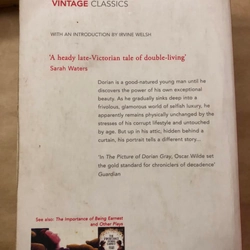 VINTAGE CLASSICS
WITH AN INTRODUCTION BY IRVINE WELSH
'A heady late-Victorian tale of double-living'
Sarah Waters
Dorian is a good-natured young man until he
discovers the power of his own exceptional
beauty. As he gradually sinks deep into a
frivolous, glamorous world of selfish luxury, he
apparently remains physically unchanged by the
stresses of his corrupt lifestyle and untouched
by age. But up in his attic, hidden behind a
curtain, his portrait tells a different story...
'In The Picture of Dorian Gray, Oscar Wilde set
the gold standard for chroniclers of decadence'
Guardian
See also: The Importance of Being Earnest
and Other Plays